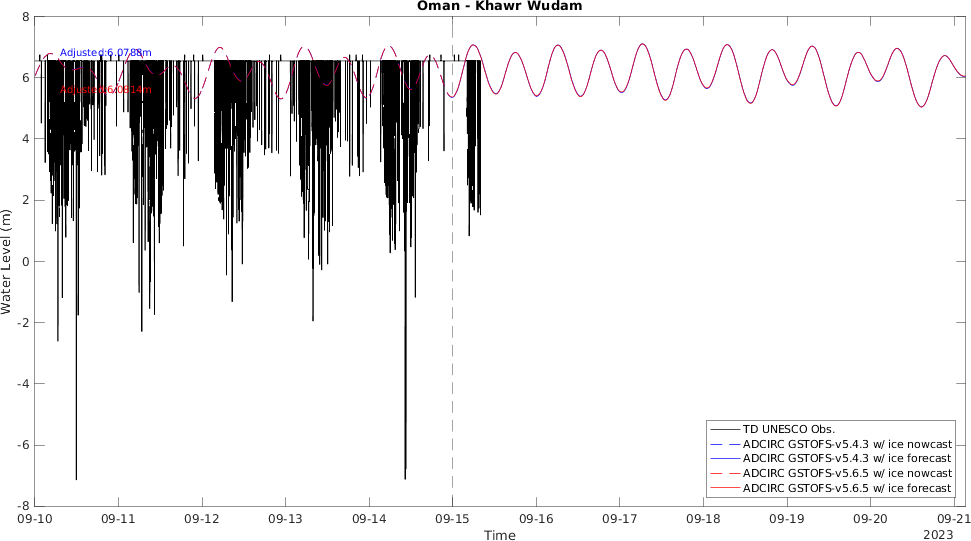 Oman - Khawr Wudam
Adjusted:6.0788m
Adjusted:6.0814m
Water Level (m)
8
6
4
2
0
-2
-4
-6
-8
TD UNESCO Obs.
ADCIRC GSTOFS-v5.4.3 w/ ice nowcast
ADCIRC GSTOFS-v5.4.3 w/ ice forecast
ADCIRC GSTOFS-v5.6.5 w/ ice nowcast
ADCIRC GSTOFS-v5.6.5 w/ ice forecast
09-10 09-11 09-12 09-13 09-14 09-15 09-16 09-17 09-18 09-19 09-20 09-21
Time
2023